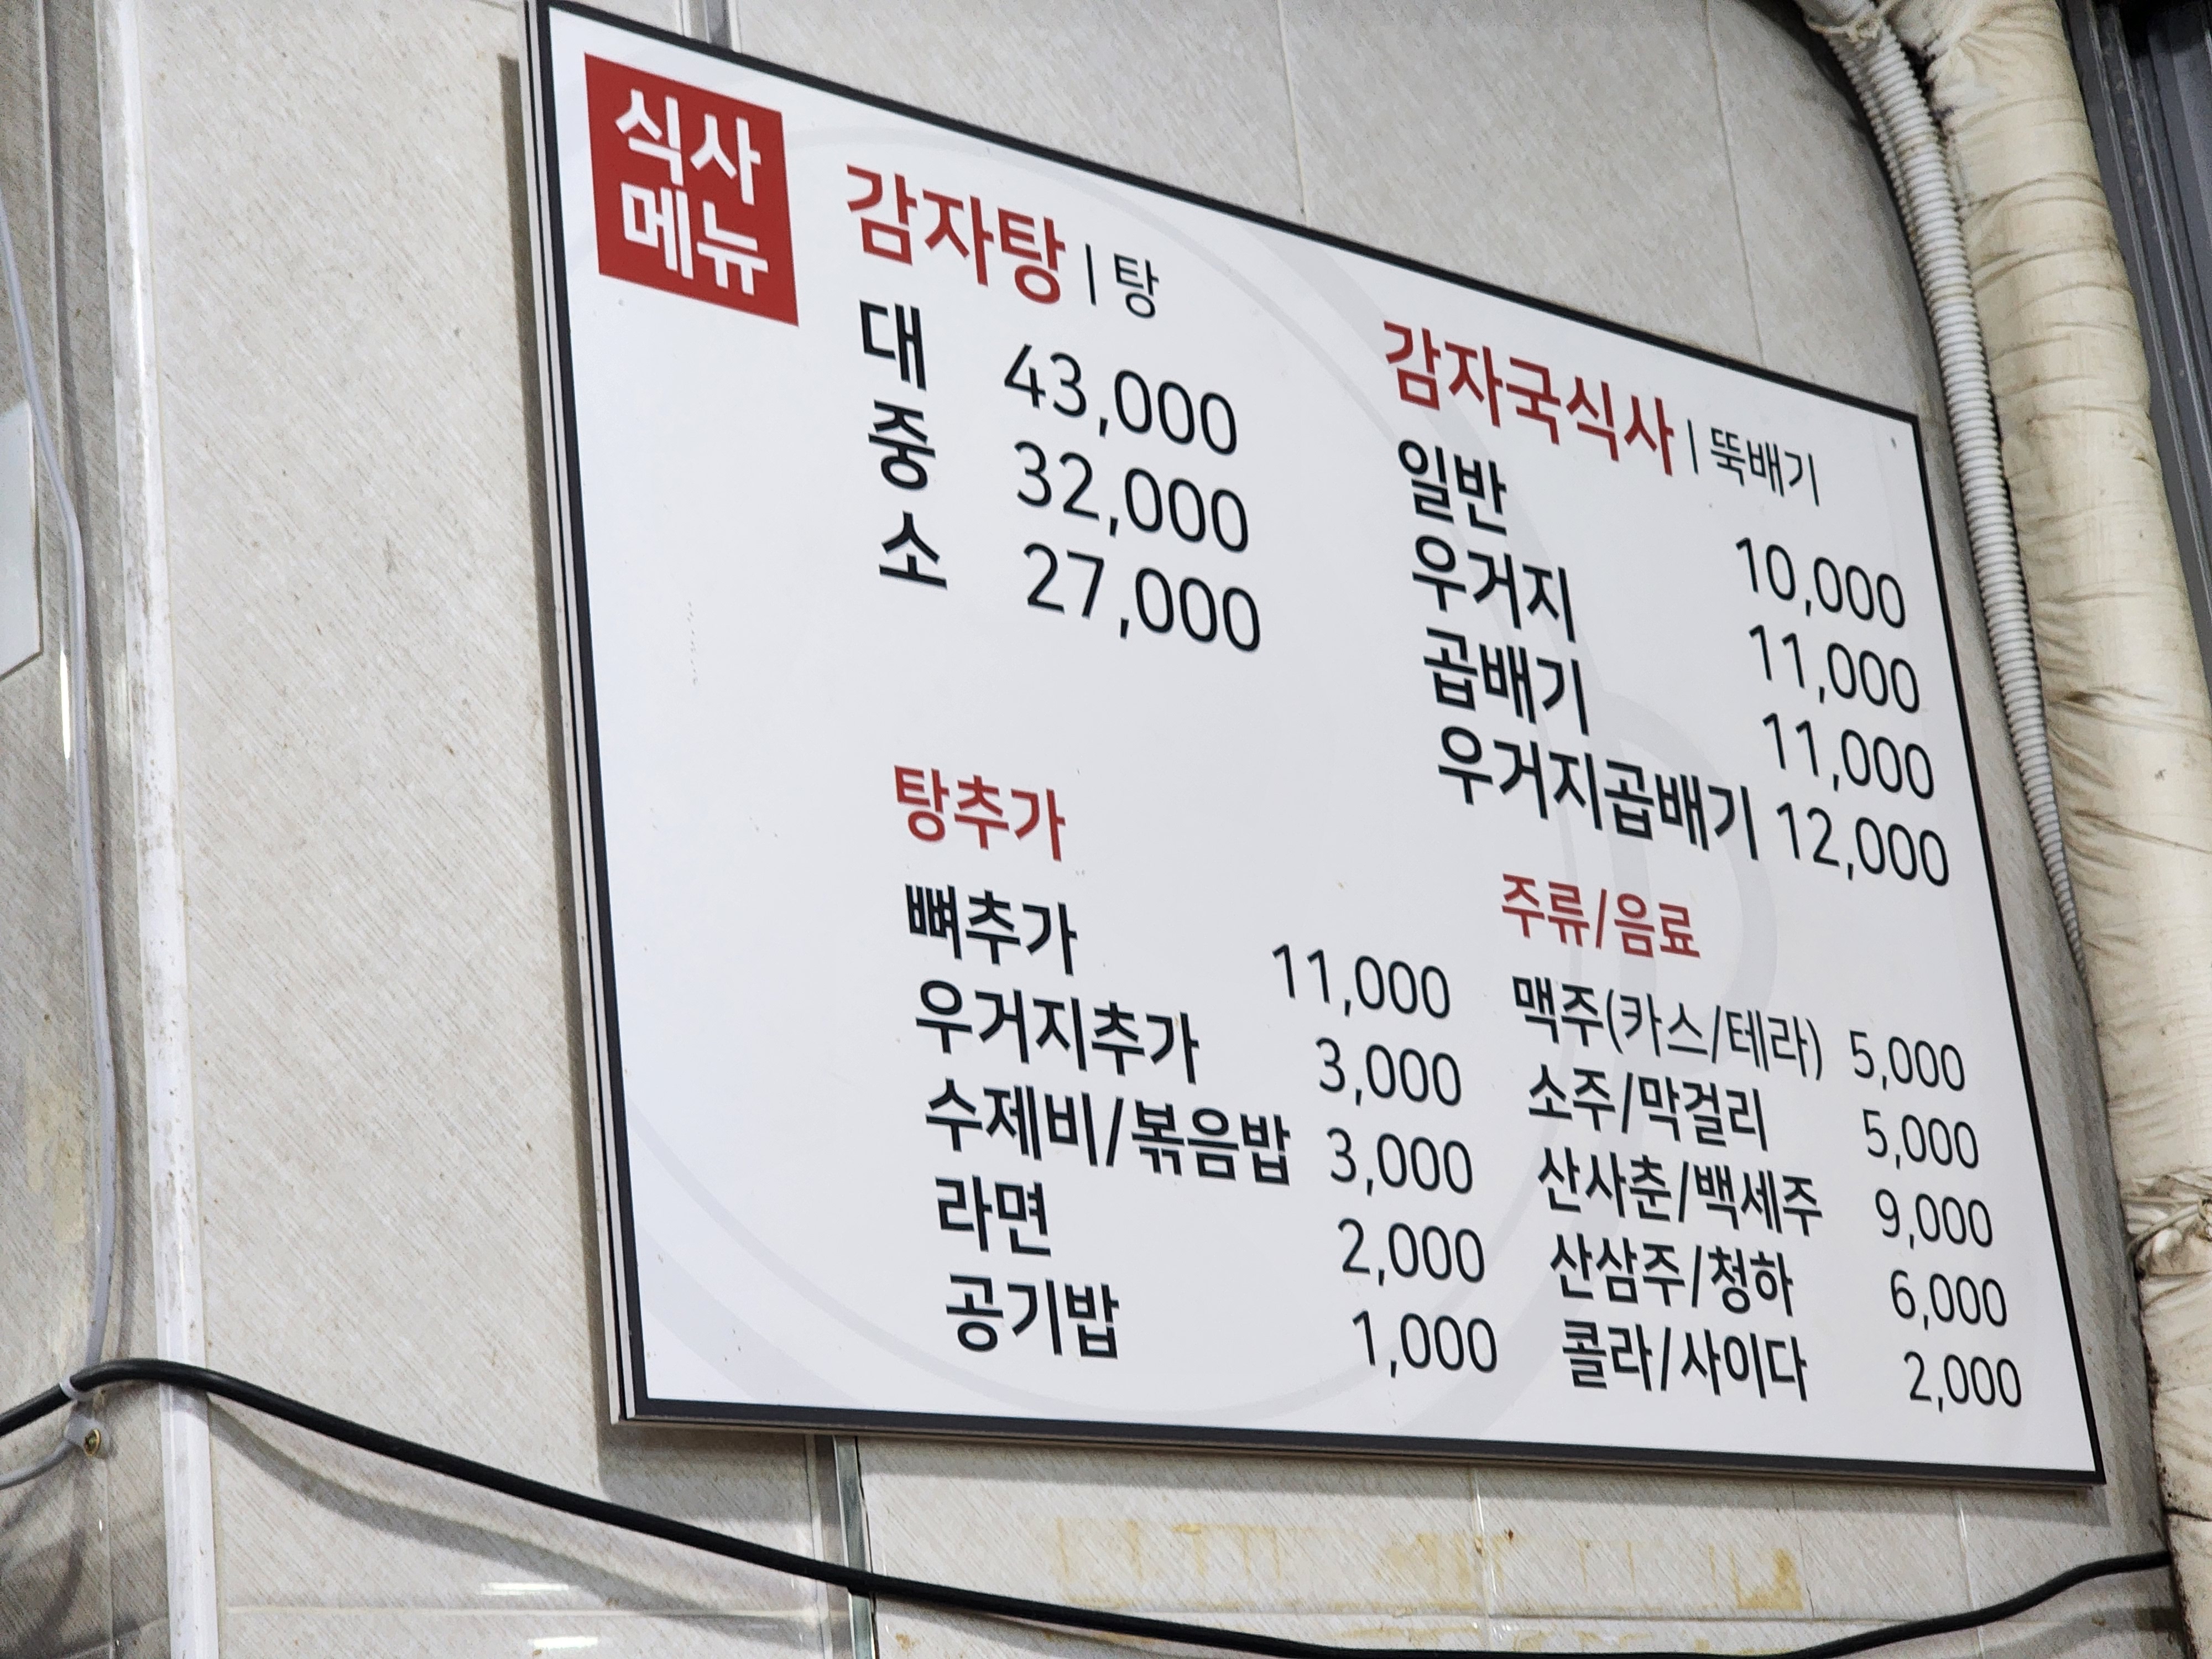 식사
메뉴
감자탕 | 탕
대 43,000
중 32,000
소 27,000
감자국식사 | 뚝배기
일반 10,000
우거지 11,000
곱배기 11,000
우거지곱배기 12,000
탕추가
뼈추가 11,000
우거지추가 3,000
수제비/볶음밥 3,000
라면 2,000
공기밥 1,000
주류/음료
맥주(카스/테라) 5,000
소주/막걸리 5,000
산사춘/백세주 9,000
산삼주/청하 6,000
콜라/사이다 2,000